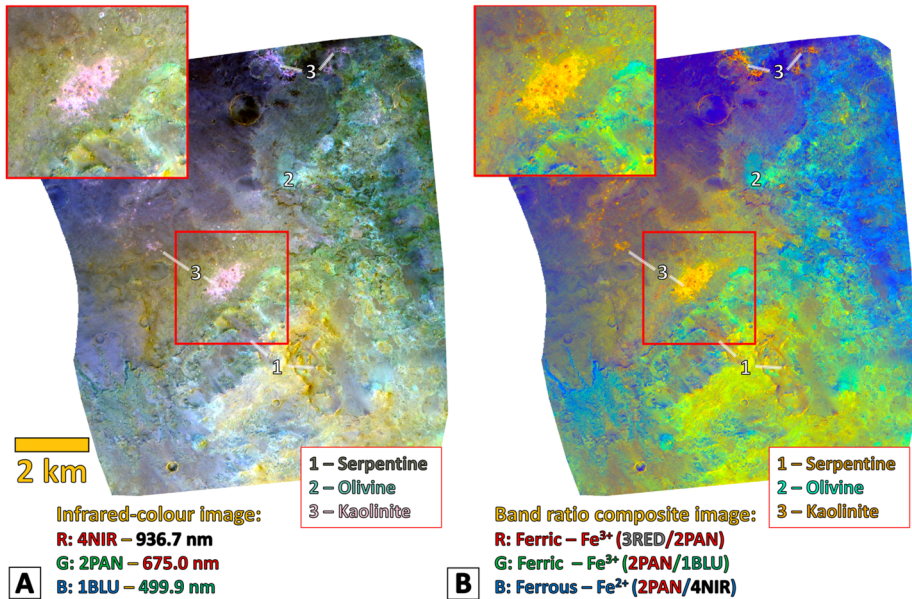 3
2
3
1
2 km
1 – Serpentine
2 – Olivine
3 – Kaolinite
Infrared-colour image:
R: 4NIR – 936.7 nm
G: 2PAN – 675.0 nm
B: 1BLU – 499.9 nm
A
3
2
3
1
1 – Serpentine
2 – Olivine
3 – Kaolinite
Band ratio composite image:
R: Ferric – Fe³⁺ (3RED/2PAN)
G: Ferric – Fe³⁺ (2PAN/1BLU)
B: Ferrous – Fe²⁺ (2PAN/4NIR)
B